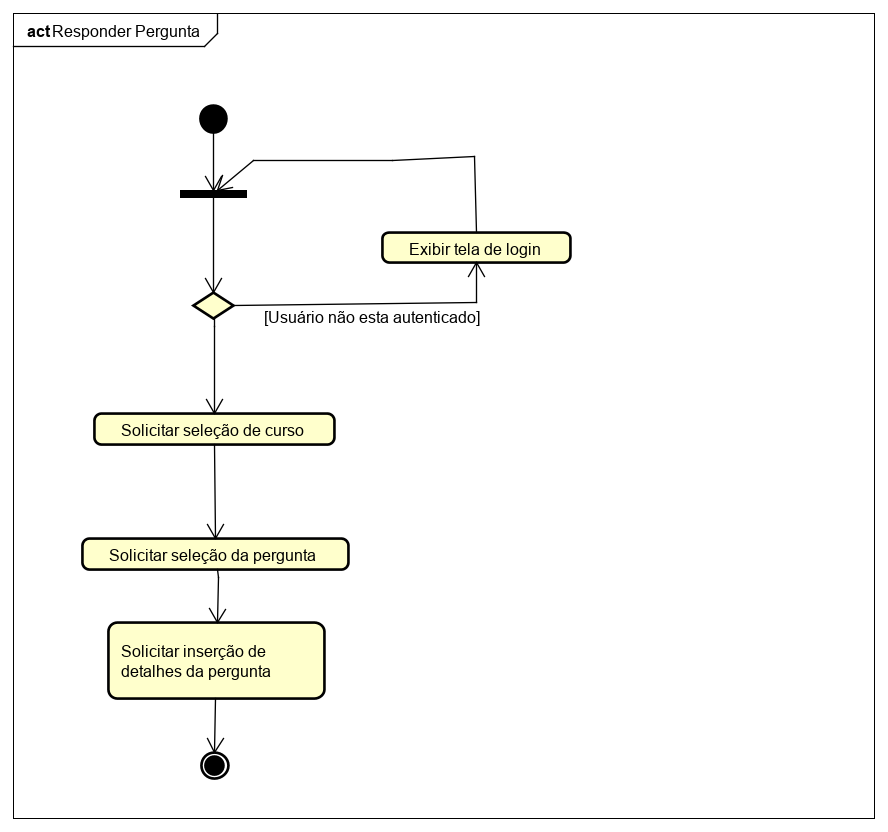 act Responder Pergunta
Exibir tela de login
[Usuário não esta autenticado]
Solicitar seleção de curso
Solicitar seleção da pergunta
Solicitar inserção de
detalhes da pergunta